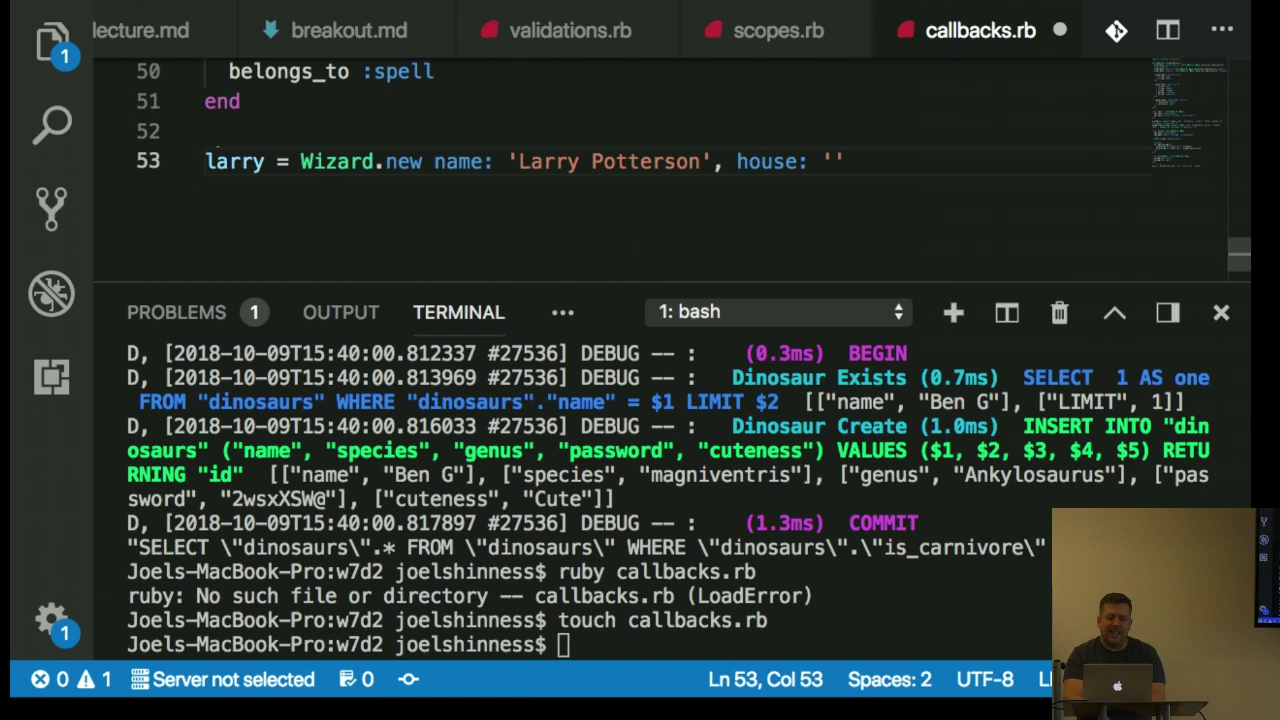 lecture.md breakout.md validations.rb scopes.rb callbacks.rb
1
50 belongs_to :spell
51 end
52
53 larry = Wizard.new name: 'Larry Potterson', house: ''
PROBLEMS 1 OUTPUT TERMINAL 1: bash
D, [2018-10-09T15:40:00.812337 #27536] DEBUG -- : (0.3ms) BEGIN
D, [2018-10-09T15:40:00.813969 #27536] DEBUG -- : Dinosaur Exists (0.7ms) SELECT 1 AS one
FROM "dinosaurs" WHERE "dinosaurs"."name" = $1 LIMIT $2 [["name", "Ben G"], ["LIMIT", 1]]
D, [2018-10-09T15:40:00.816033 #27536] DEBUG -- : Dinosaur Create (1.0ms) INSERT INTO "din
osaurs" ("name", "species", "genus", "password", "cuteness") VALUES ($1, $2, $3, $4, $5) RETU
RNING "id" [["name", "Ben G"], ["species", "magniventris"], ["genus", "Ankylosaurus"], ["pas
sword", "2wsxXSW@"], ["cuteness", "Cute"]]
D, [2018-10-09T15:40:00.817897 #27536] DEBUG -- : (1.3ms) COMMIT
"SELECT \"dinosaurs\".* FROM \"dinosaurs\" WHERE \"dinosaurs\".\"is_carnivore\"
Joels-MacBook-Pro:w7d2 joelshinness$ ruby callbacks.rb
ruby: No such file or directory -- callbacks.rb (LoadError)
Joels-MacBook-Pro:w7d2 joelshinness$ touch callbacks.rb
Joels-MacBook-Pro:w7d2 joelshinness$
1
0 1 Server not selected 0 Ln 53, Col 53 Spaces: 2 UTF-8